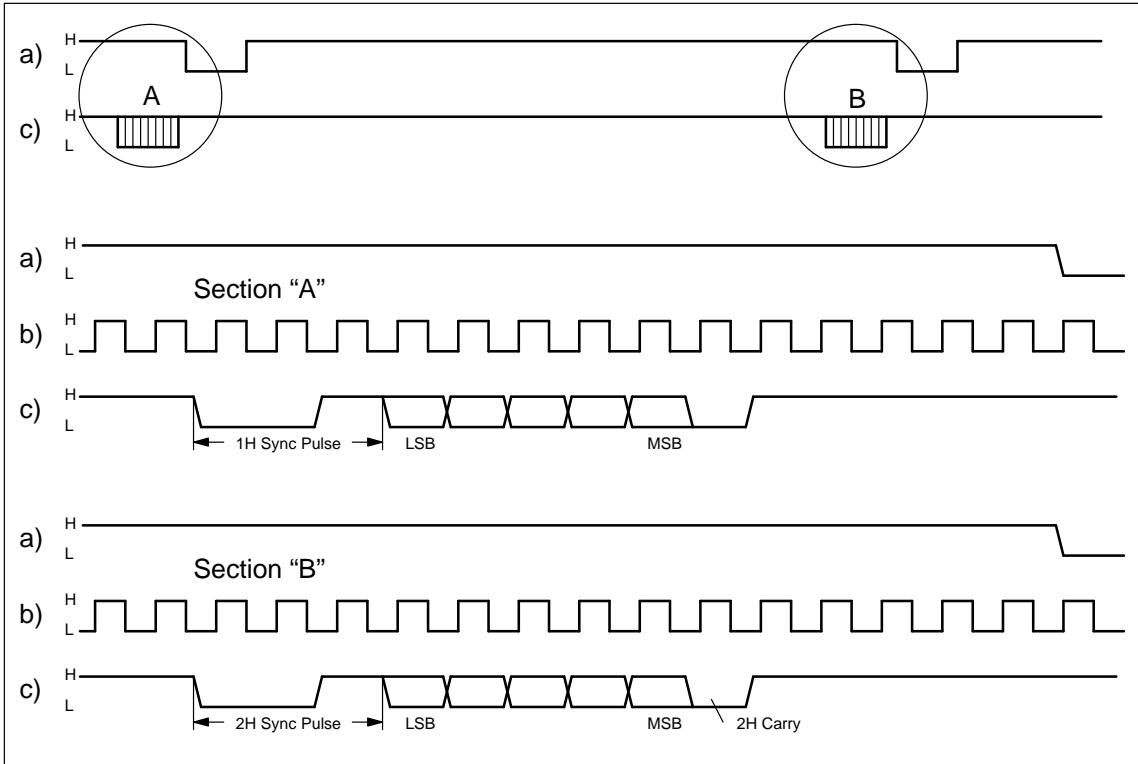 a) H
L
A B
c) H
L
a) H
L
Section “A”
b) H
L
c) H
L
1H Sync Pulse LSB MSB
a) H
L
Section “B”
b) H
L
c) H
L
2H Sync Pulse LSB MSB 2H Carry